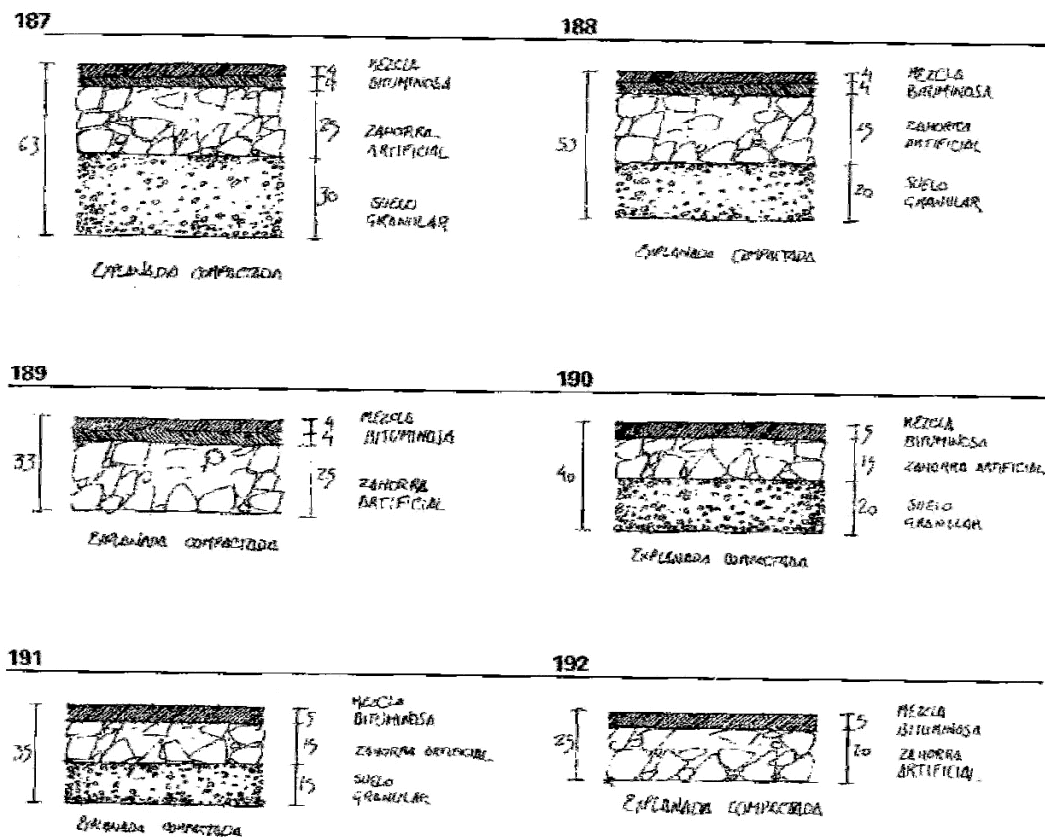 187
63
4
4
25
30
MEZCLA
BITUMINOSA
ZAHORRA
ARTIFICIAL
SUELO
GRANULAR
EXPLANADA COMPACTADA
188
53
4
4
25
20
MEZCLA
BITUMINOSA
ZAHORRA
ARTIFICIAL
SUELO
GRANULAR
EXPLANADA COMPACTADA
189
33
4
4
25
MEZCLA
BITUMINOSA
ZAHORRA
ARTIFICIAL
EXPLANADA COMPACTADA
190
40
5
15
20
MEZCLA
BITUMINOSA
ZAHORRA ARTIFICIAL
SUELO
GRANULAR
EXPLANADA COMPACTADA
191
35
5
15
15
MEZCLA
BITUMINOSA
ZAHORRA ARTIFICIAL
SUELO
GRANULAR
EXPLANADA COMPACTADA
192
25
5
20
MEZCLA
BITUMINOSA
ZAHORRA
ARTIFICIAL
EXPLANADA COMPACTADA